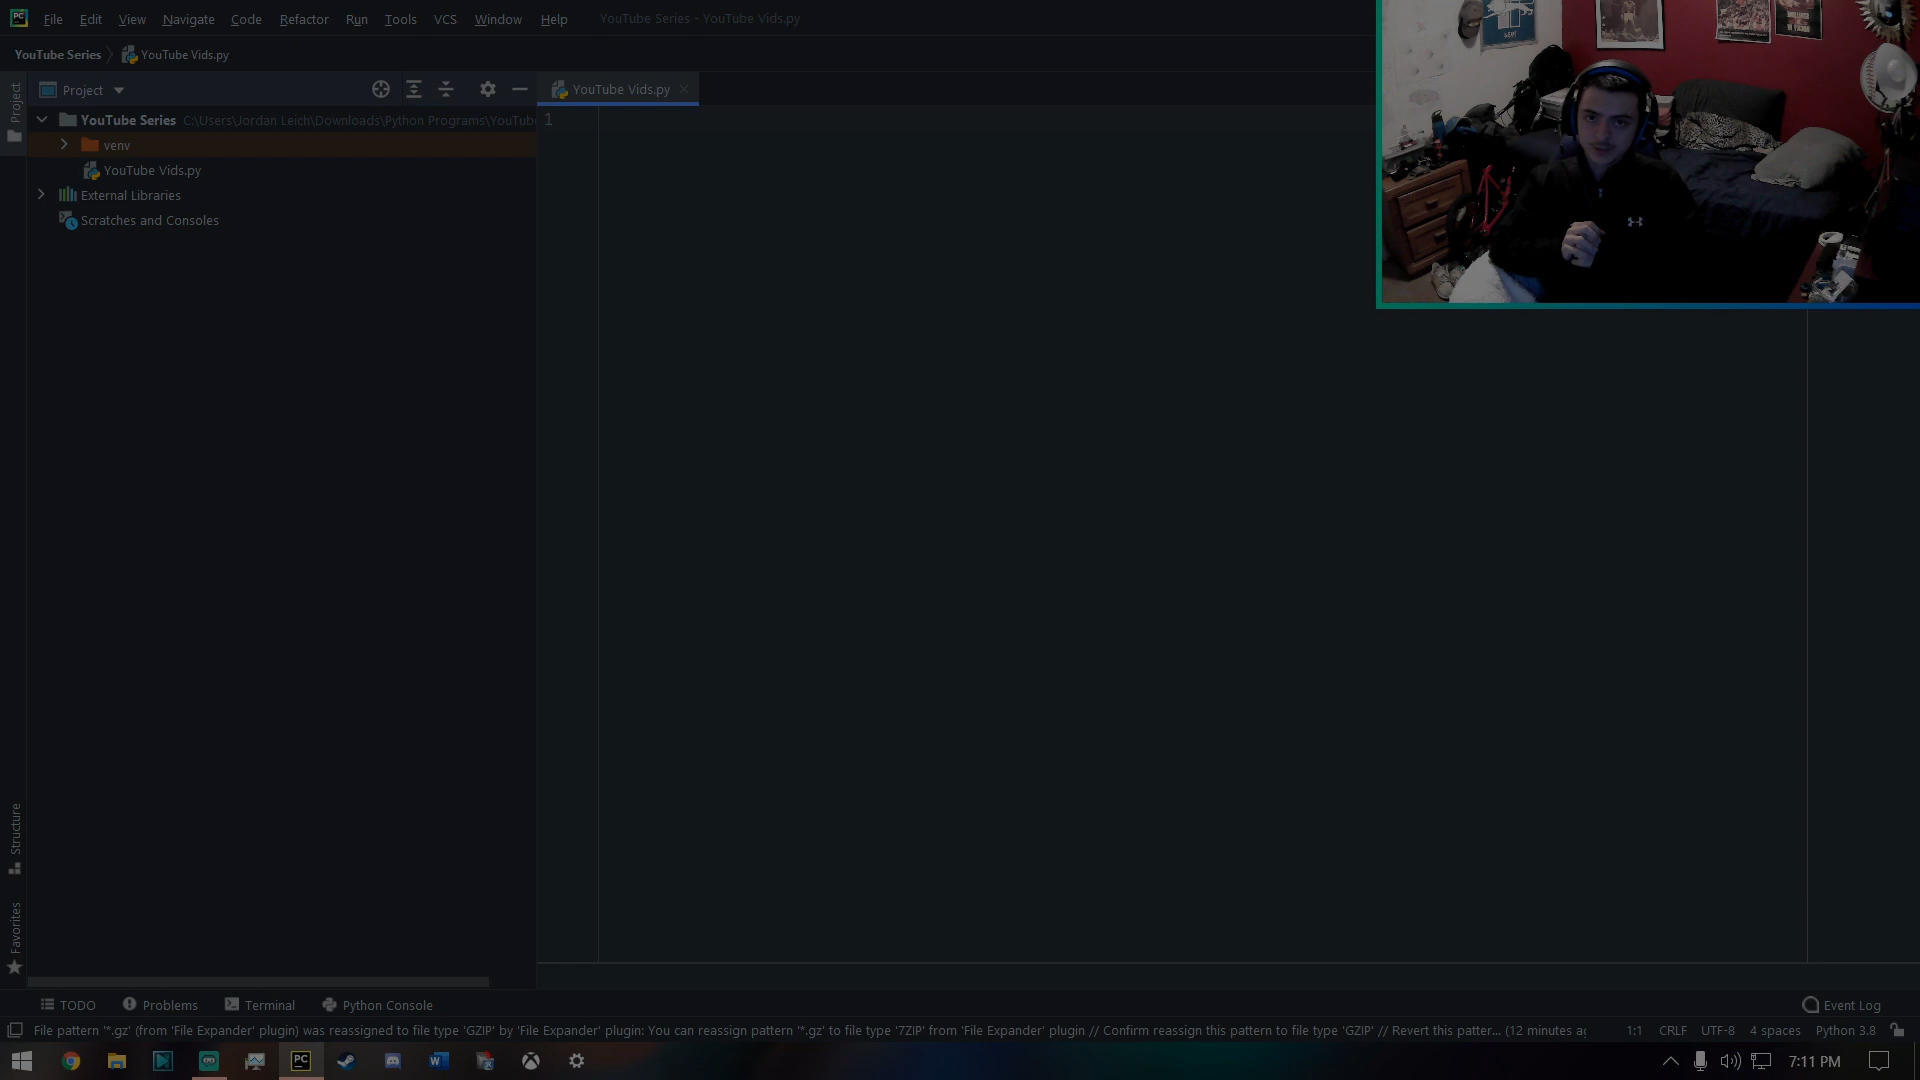 File Edit View Navigate Code Refactor Run Tools VCS Window Help YouTube Series - YouTube Vids.py
YouTube Series YouTube Vids.py
Project
Project
YouTube Vids.py
YouTube Series C:\Users\Jordan Leich\Downloads\Python Programs\YouTube
1
venv
YouTube Vids.py
External Libraries
Scratches and Consoles
Structure
Favorites
TODO Problems Terminal Python Console Event Log
File pattern '*.gz' (from 'File Expander' plugin) was reassigned to file type 'GZIP' by 'File Expander' plugin: You can reassign pattern '*.gz' to file type '7ZIP' from 'File Expander' plugin // Confirm reassign this pattern to file type 'GZIP' // Revert this patter... (12 minutes ag 1:1 CRLF UTF-8 4 spaces Python 3.8
7:11 PM